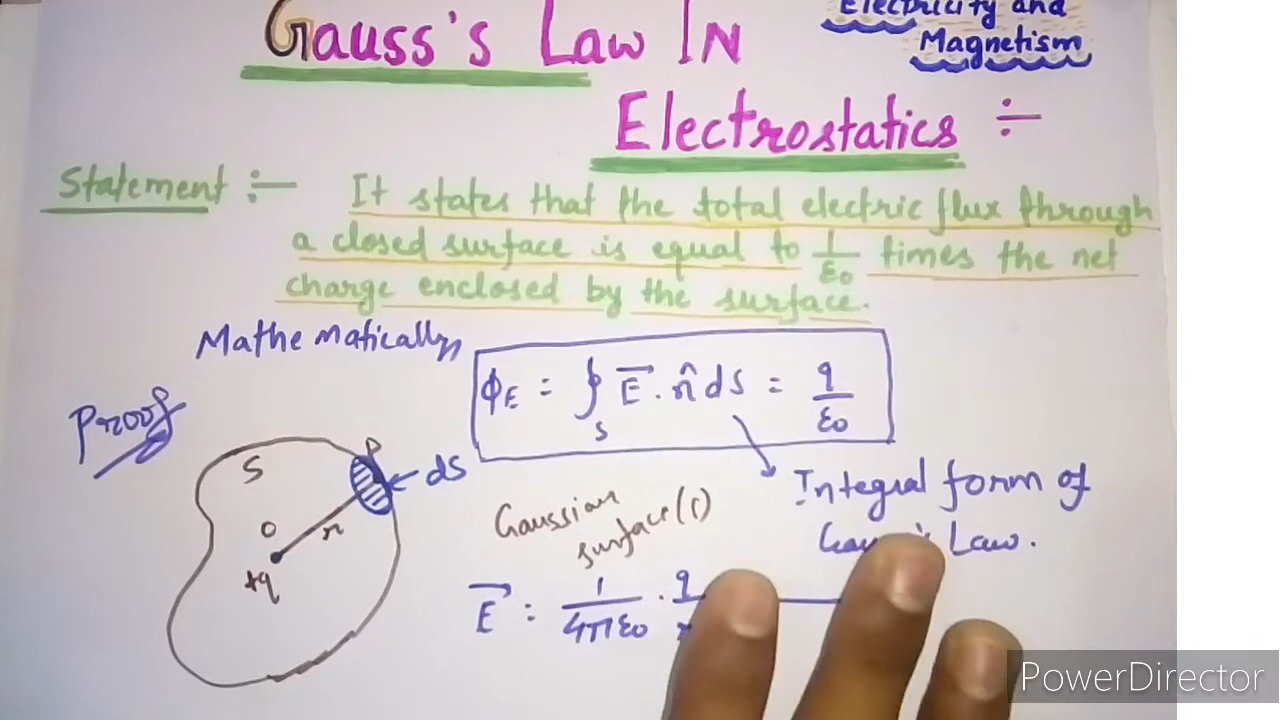 Gauss's Law IN
Electricity and
Magnetism
Electrostatics ÷
Statement :- It states that the total electric flux through
a closed surface is equal to 1/ε0 times the net
charge enclosed by the surface.
Mathematically
ϕE = ∮S E⃗ . n̂ ds = q/ε0
Proof
S
P
ds
O
r
+q
Gaussian
surface (1)
Integral form of
Law.
E⃗ = 1/4πε0 . q
PowerDirector